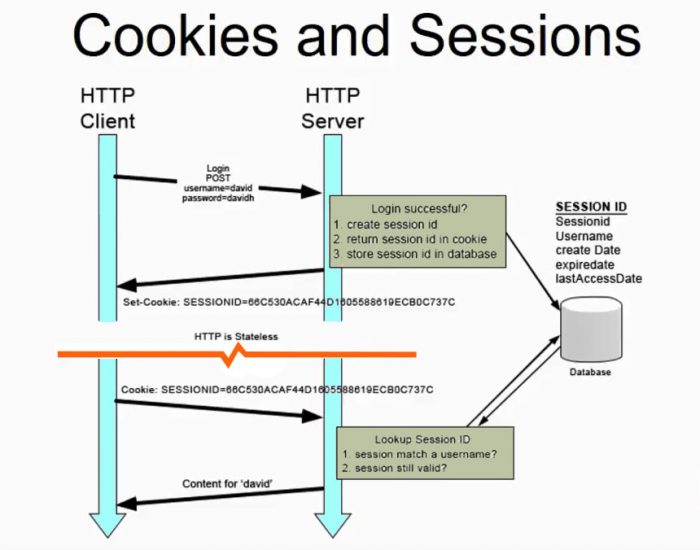 Cookies and Sessions
HTTP
Client
HTTP
Server
Login
POST
username=david
password=davidh
Login successful?
1. create session id
2. return session id in cookie
3. store session id in database
SESSION ID
Sessionid
Username
create Date
expiredate
lastAccessDate
Set-Cookie: SESSIONID=66C530ACAF44D1605588619ECB0C737C
HTTP is Stateless
Database
Cookie: SESSIONID=66C530ACAF44D1605588619ECB0C737C
Lookup Session ID
1. session match a username?
2. session still valid?
Content for 'david'